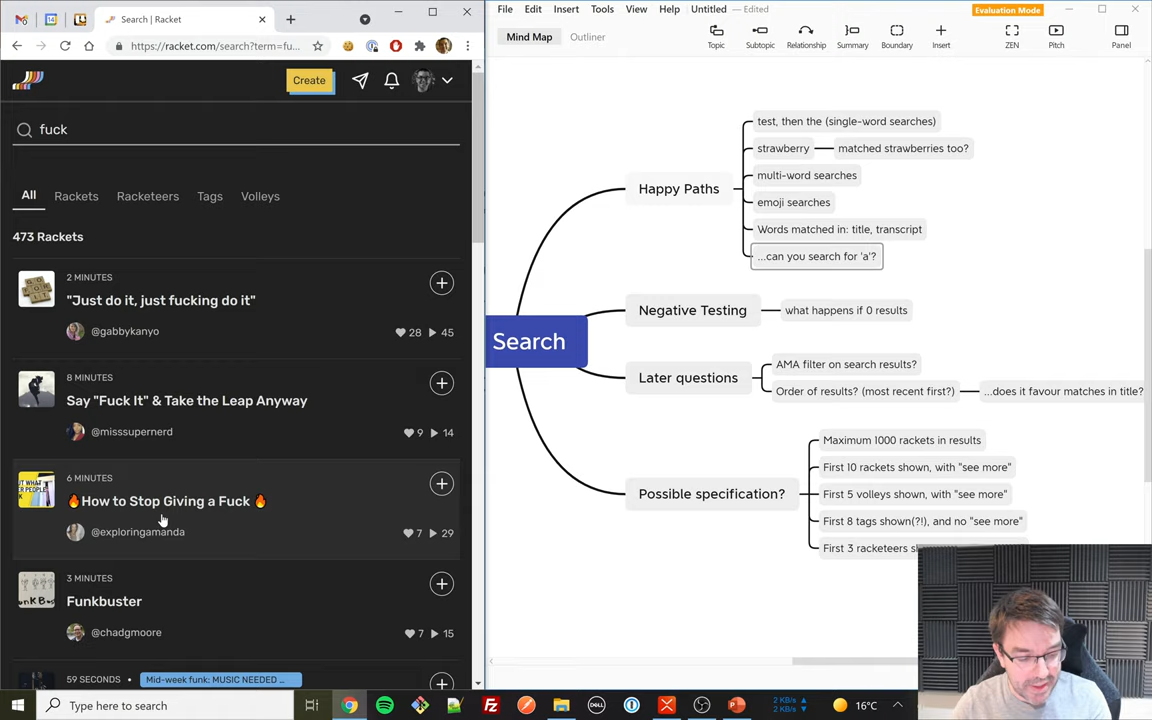 Search | Racket
https://racket.com/search?term=fu...
Create
fuck
All
Rackets
Racketeers
Tags
Volleys
473 Rackets
2 MINUTES
"Just do it, just fucking do it"
@gabbykanyo
28
45
8 MINUTES
Say "Fuck It" & Take the Leap Anyway
@misssupernerd
9
14
6 MINUTES
🔥How to Stop Giving a Fuck 🔥
@exploringamanda
7
29
3 MINUTES
Funkbuster
@chadgmoore
7
15
59 SECONDS •
Mid-week funk: MUSIC NEEDED ...
File Edit Insert Tools View Help
Untitled — Edited
Evaluation Mode
Mind Map
Outliner
Topic
Subtopic
Relationship
Summary
Boundary
Insert
ZEN
Pitch
Panel
Search
Happy Paths
test, then the (single-word searches)
strawberry
matched strawberries too?
multi-word searches
emoji searches
Words matched in: title, transcript
...can you search for 'a'?
Negative Testing
what happens if 0 results
Later questions
AMA filter on search results?
Order of results? (most recent first?)
...does it favour matches in title?
Possible specification?
Maximum 1000 rackets in results
First 10 rackets shown, with "see more"
First 5 volleys shown, with "see more"
First 8 tags shown(?!), and no "see more"
First 3 racketeers s
Type here to search
2 KB/s
2 KB/s
16°C